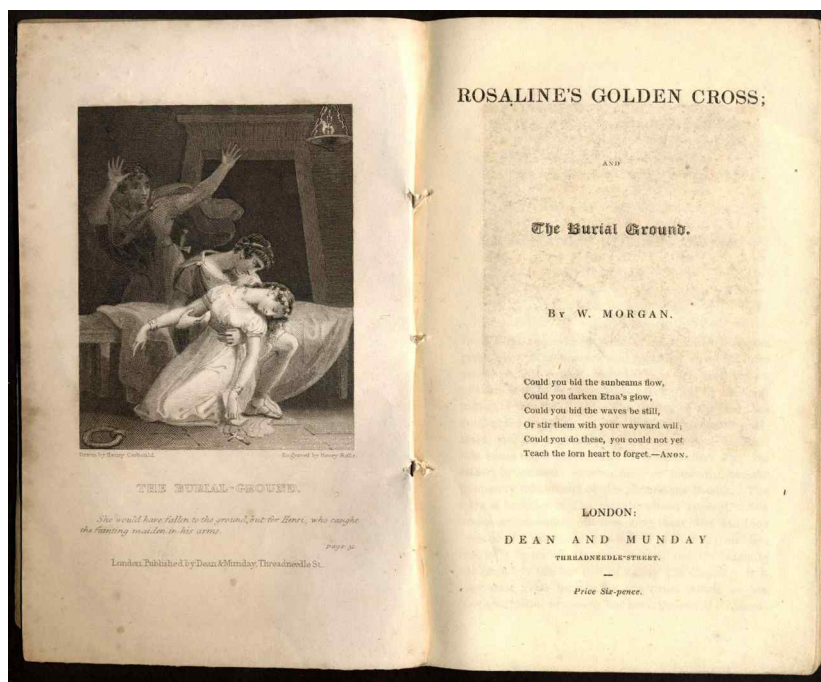 Drawn by Henry Corbould.
Engraved by Henry Rolls.
THE BURIAL-GROUND.
She would have fallen to the ground, but for Henri, who caught
the fainting maiden in his arms.
page
London, Published by Dean & Munday, Threadneedle St.
ROSALINE'S GOLDEN CROSS;
AND
The Burial Ground.
By W. MORGAN.
Could you bid the sunbeams flow,
Could you darken Etna's glow,
Could you bid the waves be still,
Or stir them with your wayward will;
Could you do these, you could not yet
Teach the lorn heart to forget.—Anon.
LONDON:
DEAN AND MUNDAY
THREADNEEDLE-STREET.
Price Six-pence.